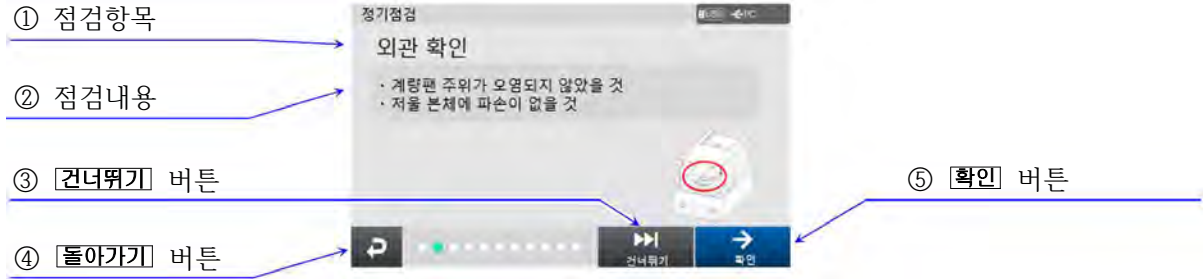 ① 점검항목
② 점검내용
③ 건너뛰기 버튼
④ 돌아가기 버튼
정기점검
USB PC
외관 확인
· 계량팬 주위가 오염되지 않았을 것
· 저울 본체에 파손이 없을 것
건너뛰기
확인
⑤ 확인 버튼